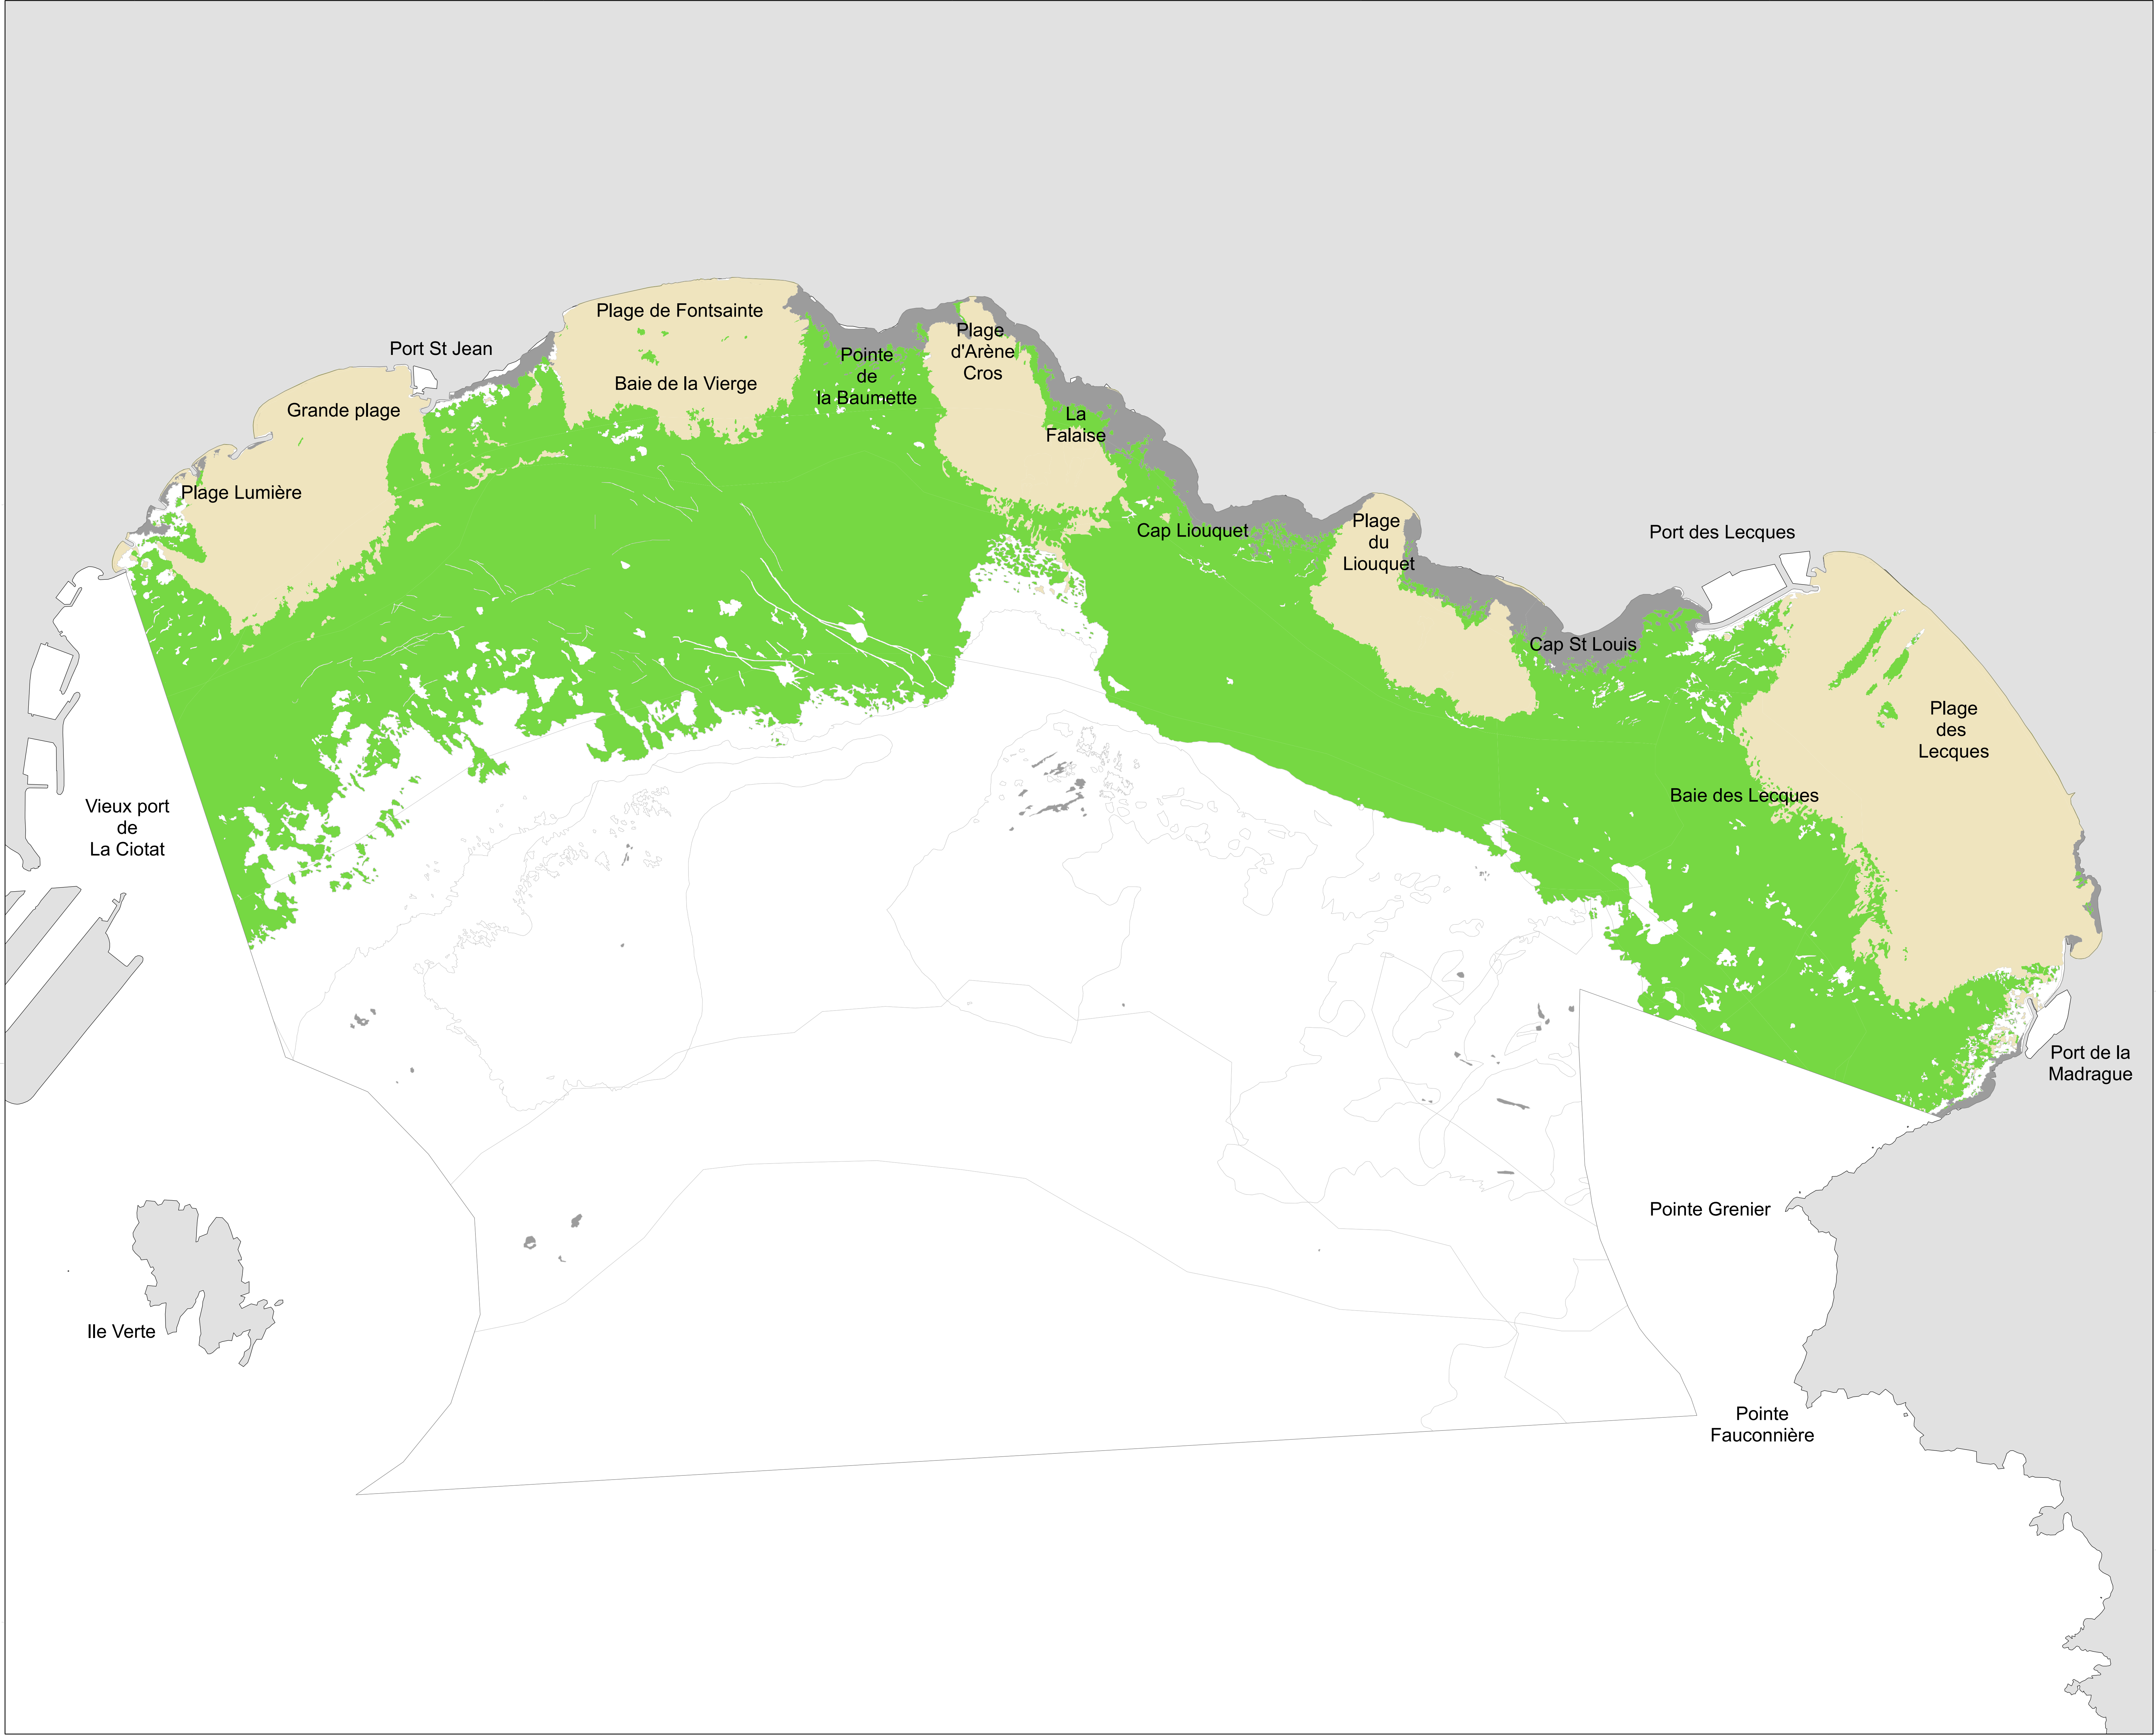 Plage de Fontsainte
Port St Jean
Baie de la Vierge
Grande plage
Plage Lumière
Pointe
de
la Baumette
Plage
d'Arène
Cros
La
Falaise
Cap Liouquet
Plage
du
Liouquet
Port des Lecques
Cap St Louis
Plage
des
Lecques
Baie des Lecques
Vieux port
de
La Ciotat
Port de la
Madrague
Pointe Grenier
Ile Verte
Pointe
Fauconnière